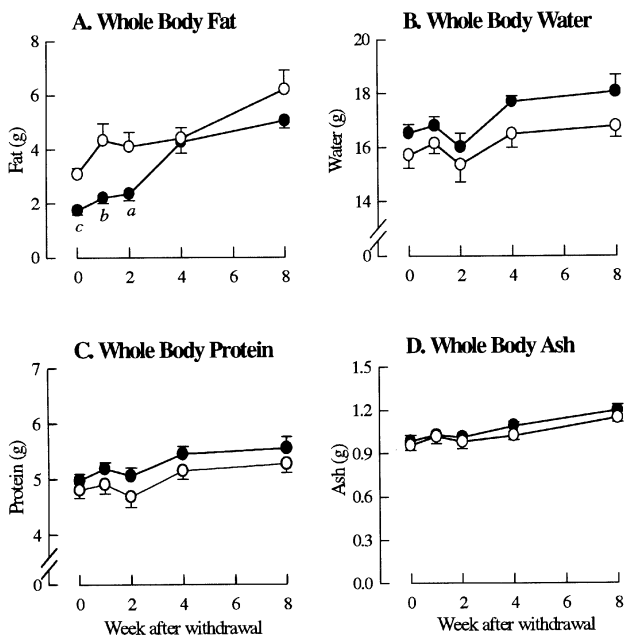 A. Whole Body Fat
8
6
4
2
0
Fat (g)
c b a
0 2 4 6 8
B. Whole Body Water
20
18
16
14
0
Water (g)
0 2 4 6 8
C. Whole Body Protein
7
6
5
4
0
Protein (g)
0 2 4 6 8
Week after withdrawal
D. Whole Body Ash
1.5
1.2
0.9
0.6
0.3
0.0
Ash (g)
0 2 4 6 8
Week after withdrawal